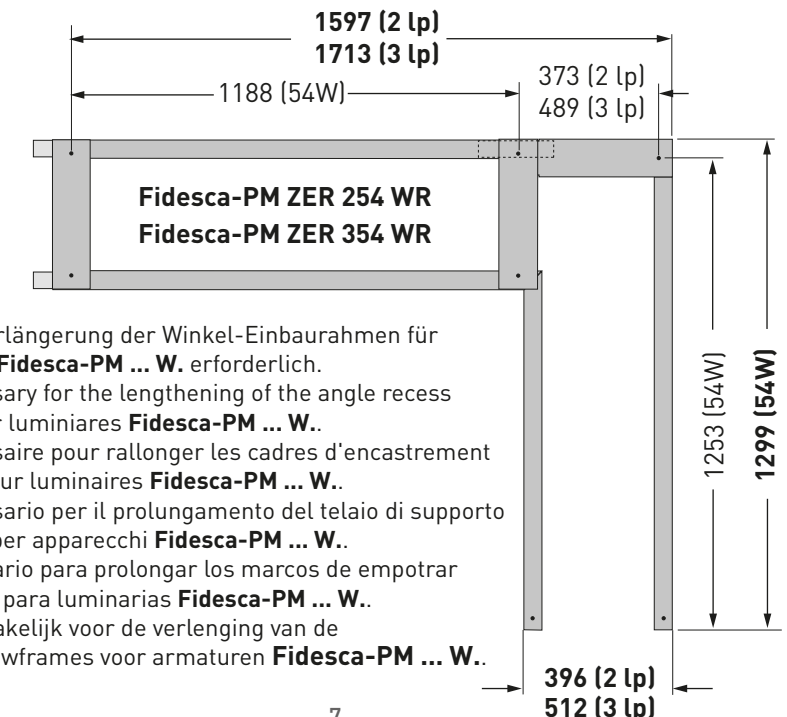 1597 (2 lp)
1713 (3 lp)
1188 (54W)
373 (2 lp)
489 (3 lp)
Fidesca-PM ZER 254 WR
Fidesca-PM ZER 354 WR
1253 (54W)
1299 (54W)
rlängerung der Winkel-Einbaurahmen für
Fidesca-PM ... W. erforderlich.
sary for the lengthening of the angle recess
r luminiares Fidesca-PM ... W..
saire pour rallonger les cadres d'encastrement
ur luminaires Fidesca-PM ... W..
sario per il prolungamento del telaio di supporto
per apparecchi Fidesca-PM ... W..
ario para prolongar los marcos de empotrar
para luminarias Fidesca-PM ... W..
akelijk voor de verlenging van de
wframes voor armaturen Fidesca-PM ... W..
396 (2 lp)
512 (3 lp)
7